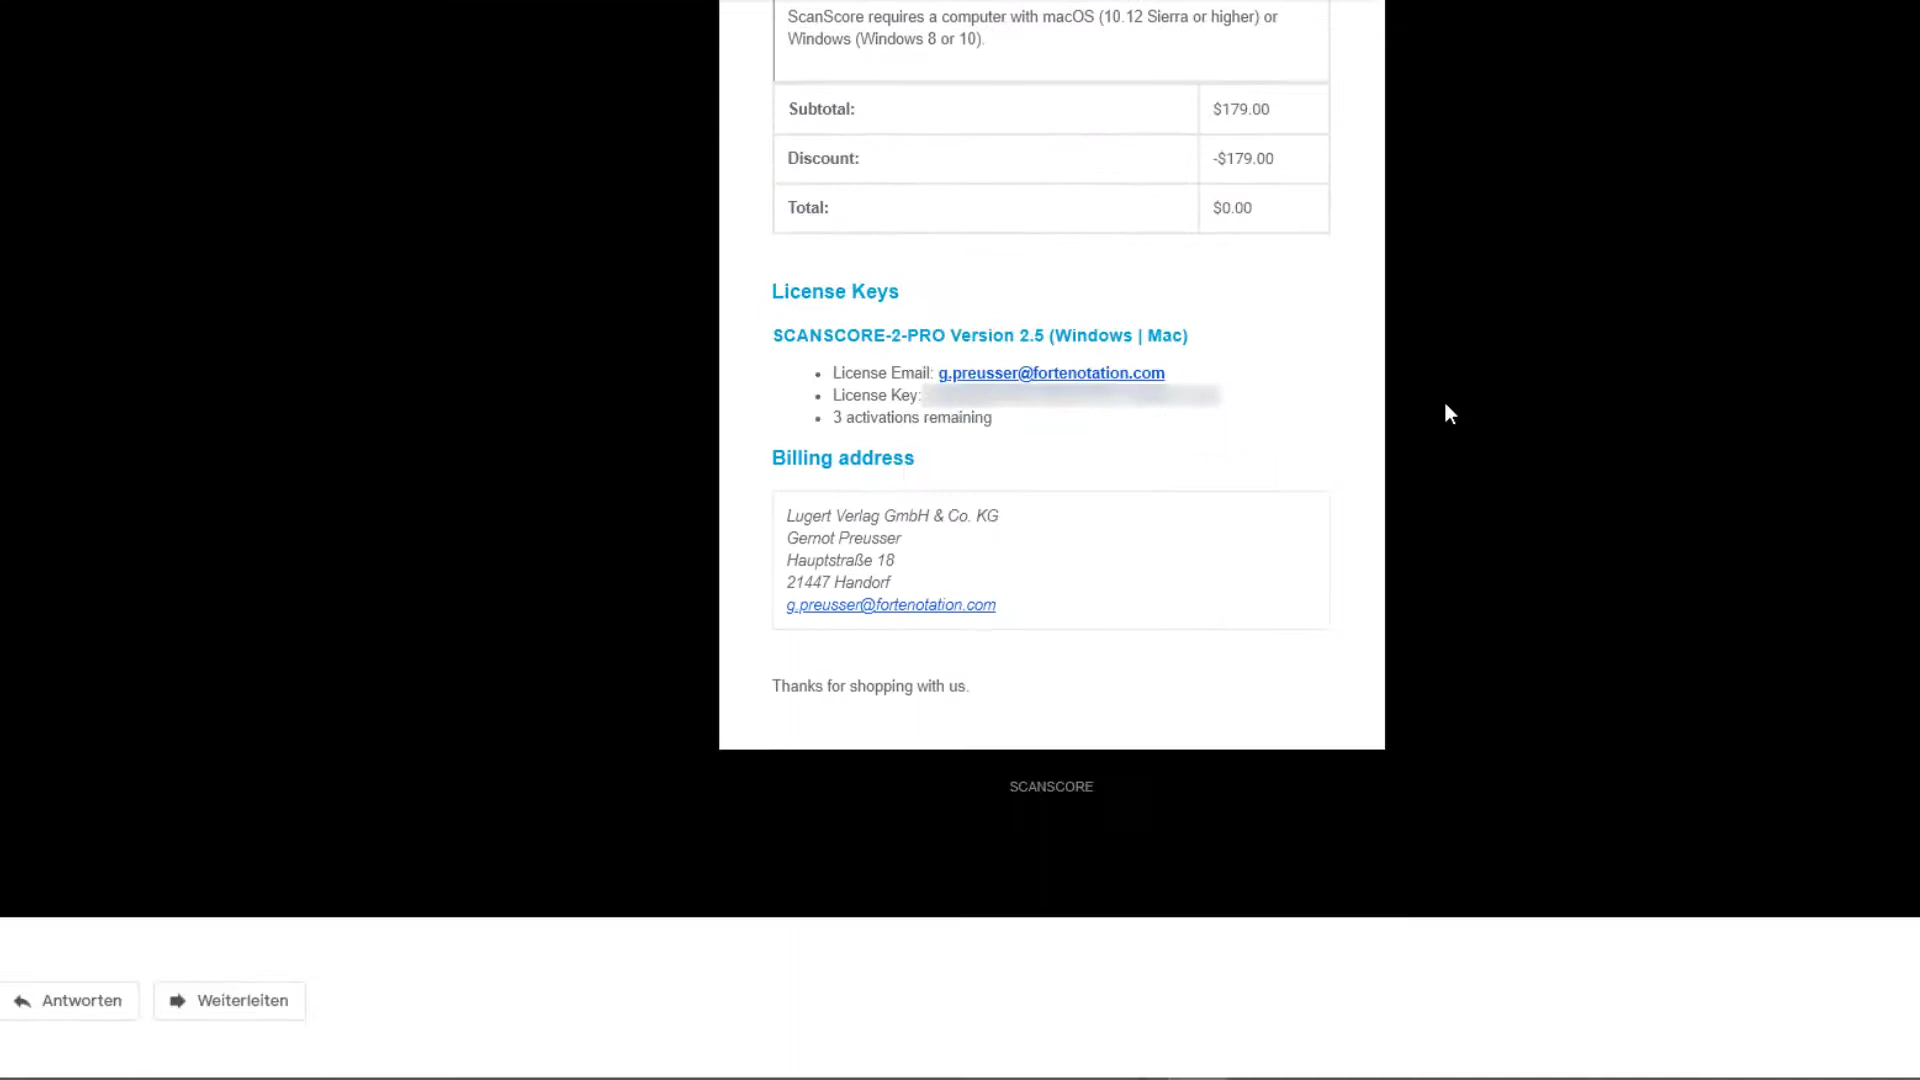 ScanScore requires a computer with macOS (10.12 Sierra or higher) or
Windows (Windows 8 or 10).
Subtotal: $179.00
Discount: -$179.00
Total: $0.00
License Keys
SCANSCORE-2-PRO Version 2.5 (Windows | Mac)
• License Email: g.preusser@fortenotation.com
• License Key:
• 3 activations remaining
Billing address
Lugert Verlag GmbH & Co. KG
Gernot Preusser
Hauptstraße 18
21447 Handorf
g.preusser@fortenotation.com
Thanks for shopping with us.
SCANSCORE
Antworten
Weiterleiten